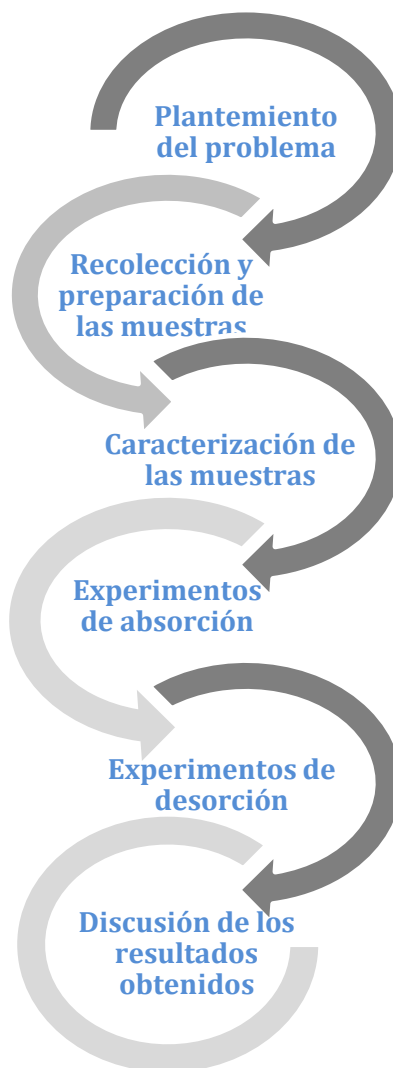 Plantemiento
del problema
Recolección y
preparación de
las muestras
Caracterización de
las muestras
Experimentos
de absorción
Experimentos de
desorción
Discusión de los
resultados
obtenidos